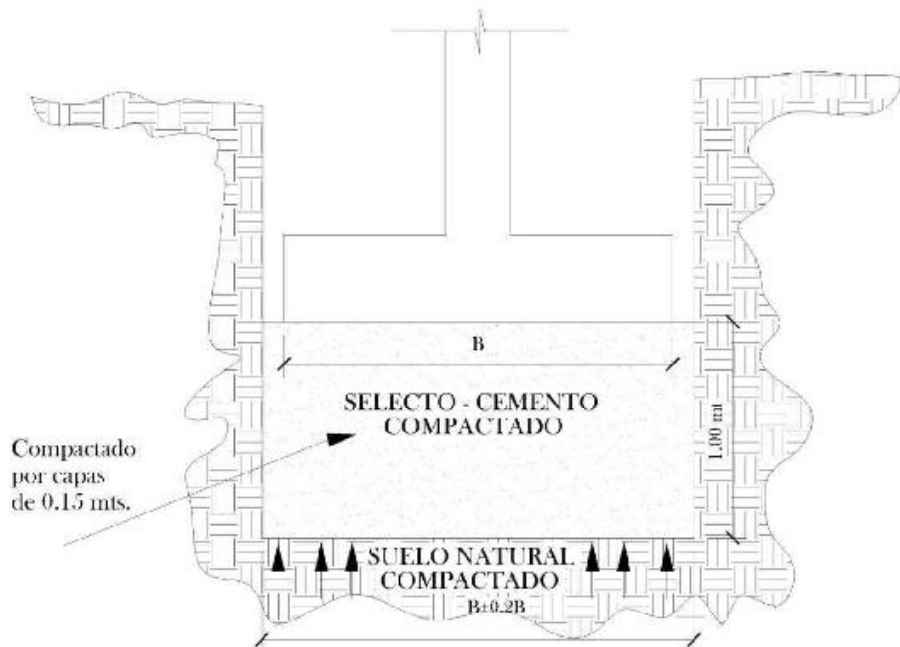 B
SELECTO - CEMENTO
COMPACTADO
1.00 mt
Compactado
por capas
de 0.15 mts.
SUELO NATURAL
COMPACTADO
B±0.2B